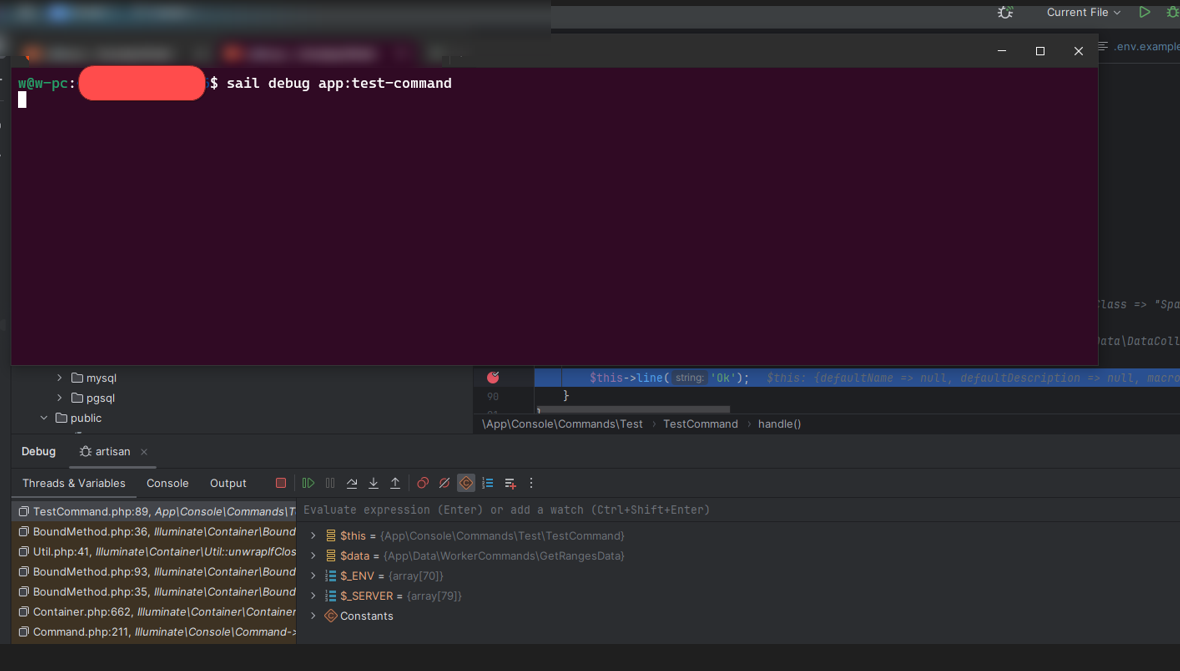 Current File
.env.example
w@w-pc: $ sail debug app:test-command
Class => "Spa
Data\DataColl
mysql
pgsql
public
$this->line( string: 'Ok'); $this: {defaultName => null, defaultDescription => null, macro
90
}
91
}
\App\Console\Commands\Test > TestCommand > handle()
Debug artisan
Threads & Variables Console Output
TestCommand.php:89, App\Console\Commands\T
BoundMethod.php:36, Illuminate\Container\Bound
Util.php:41, Illuminate\Container\Util::unwrapIfClos
BoundMethod.php:93, Illuminate\Container\Bound
BoundMethod.php:35, Illuminate\Container\Bound
Container.php:662, Illuminate\Container\Container
Command.php:211, Illuminate\Console\Command->
Evaluate expression (Enter) or add a watch (Ctrl+Shift+Enter)
$this = {App\Console\Commands\Test\TestCommand}
$data = {App\Data\WorkerCommands\GetRangesData}
$_ENV = {array[70]}
$_SERVER = {array[79]}
Constants